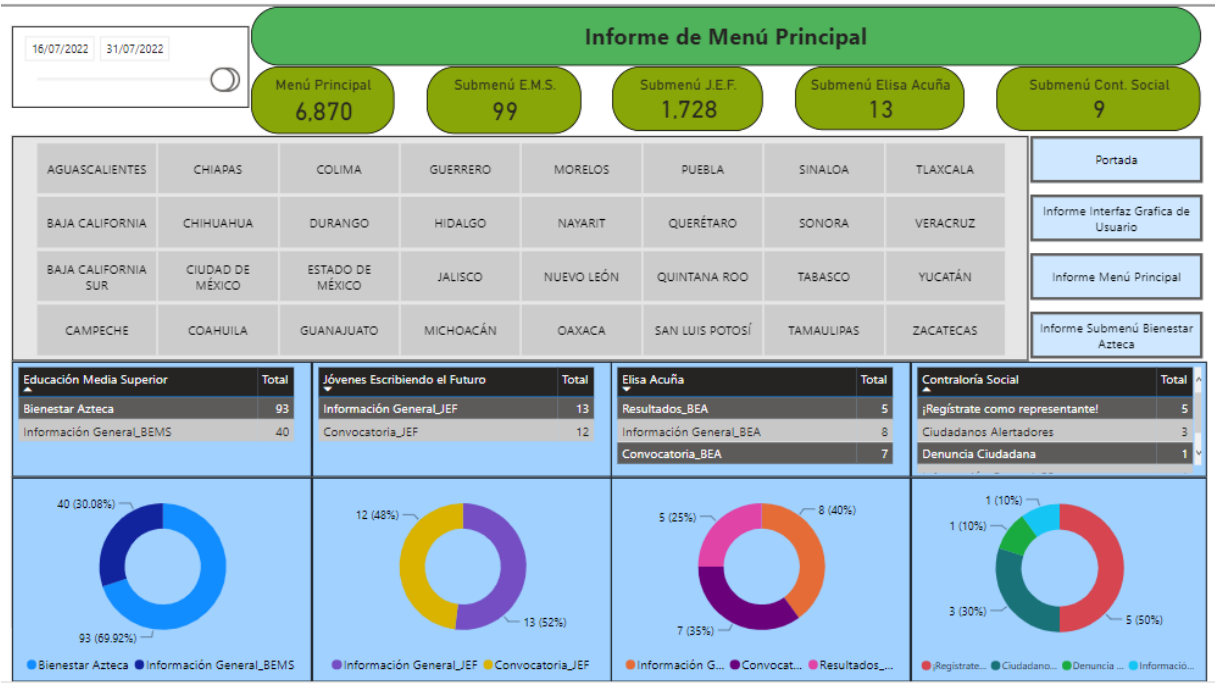 Informe de Menú Principal
16/07/2022 31/07/2022
Menú Principal
6,870
Submenú E.M.S.
99
Submenú J.E.F.
1,728
Submenú Elisa Acuña
13
Submenú Cont. Social
9
AGUASCALIENTES CHIAPAS COLIMA GUERRERO MORELOS PUEBLA SINALOA TLAXCALA
BAJA CALIFORNIA CHIHUAHUA DURANGO HIDALGO NAYARIT QUERÉTARO SONORA VERACRUZ
BAJA CALIFORNIA
SUR
CIUDAD DE
MÉXICO
ESTADO DE
MÉXICO
JALISCO NUEVO LEÓN QUINTANA ROO TABASCO YUCATÁN
CAMPECHE COAHUILA GUANAJUATO MICHOACÁN OAXACA SAN LUIS POTOSÍ TAMAULIPAS ZACATECAS
Portada
Informe Interfaz Grafica de
Usuario
Informe Menú Principal
Informe Submenú Bienestar
Azteca
Educación Media Superior Total
Bienestar Azteca 93
Información General_BEMS 40
Jóvenes Escribiendo el Futuro Total
Información General_JEF 13
Convocatoria_JEF 12
Elisa Acuña Total
Resultados_BEA 5
Información General_BEA 8
Convocatoria_BEA 7
Contraloría Social Total
¡Regístrate como representante! 5
Ciudadanos Alertadores 3
Denuncia Ciudadana 1
40 (30.08%)
93 (69.92%)
Bienestar Azteca Información General_BEMS
12 (48%)
13 (52%)
Información General_JEF Convocatoria_JEF
5 (25%)
8 (40%)
7 (35%)
Información G... Convocat... Resultados_...
1 (10%)
1 (10%)
3 (30%)
5 (50%)
¡Regístrate... Ciudadano... Denuncia ... Informació...